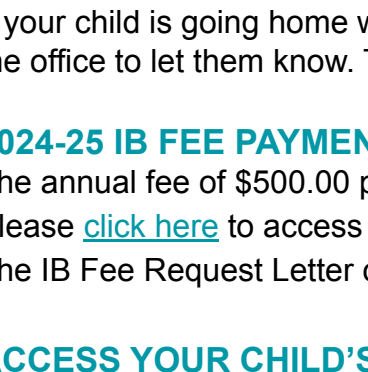 your child is going home w
e office to let them know. T
024-25 IB FEE PAYMEN
he annual fee of $500.00 p
lease click here to access
he IB Fee Request Letter
CCESS YOUR CHILD'S